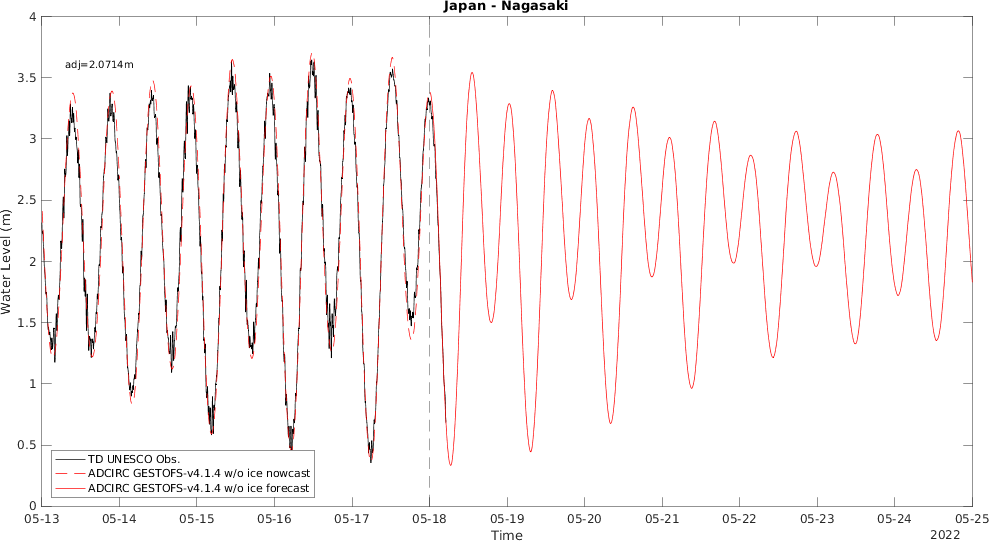 Japan - Nagasaki
adj=2.0714m
Water Level (m)
4
3.5
3
2.5
2
1.5
1
0.5
0
TD UNESCO Obs.
ADCIRC GESTOFS-v4.1.4 w/o ice nowcast
ADCIRC GESTOFS-v4.1.4 w/o ice forecast
05-13 05-14 05-15 05-16 05-17 05-18 05-19 05-20 05-21 05-22 05-23 05-24 05-25
Time
2022